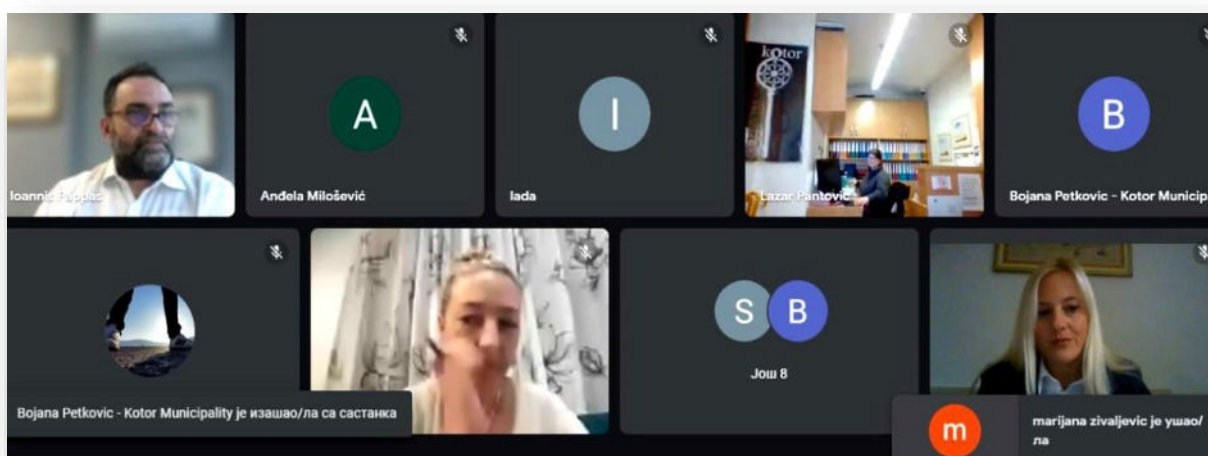 Ioannis Pappas
A
Anđela Milošević
I
lada
kotor
Lazar Pantovic
B
Bojana Petkovic - Kotor Municip
Bojana Petkovic - Kotor Municipality је изашао/ла са састанка
S B
Још 8
m
marijana zivaljevic је ушао/
ла